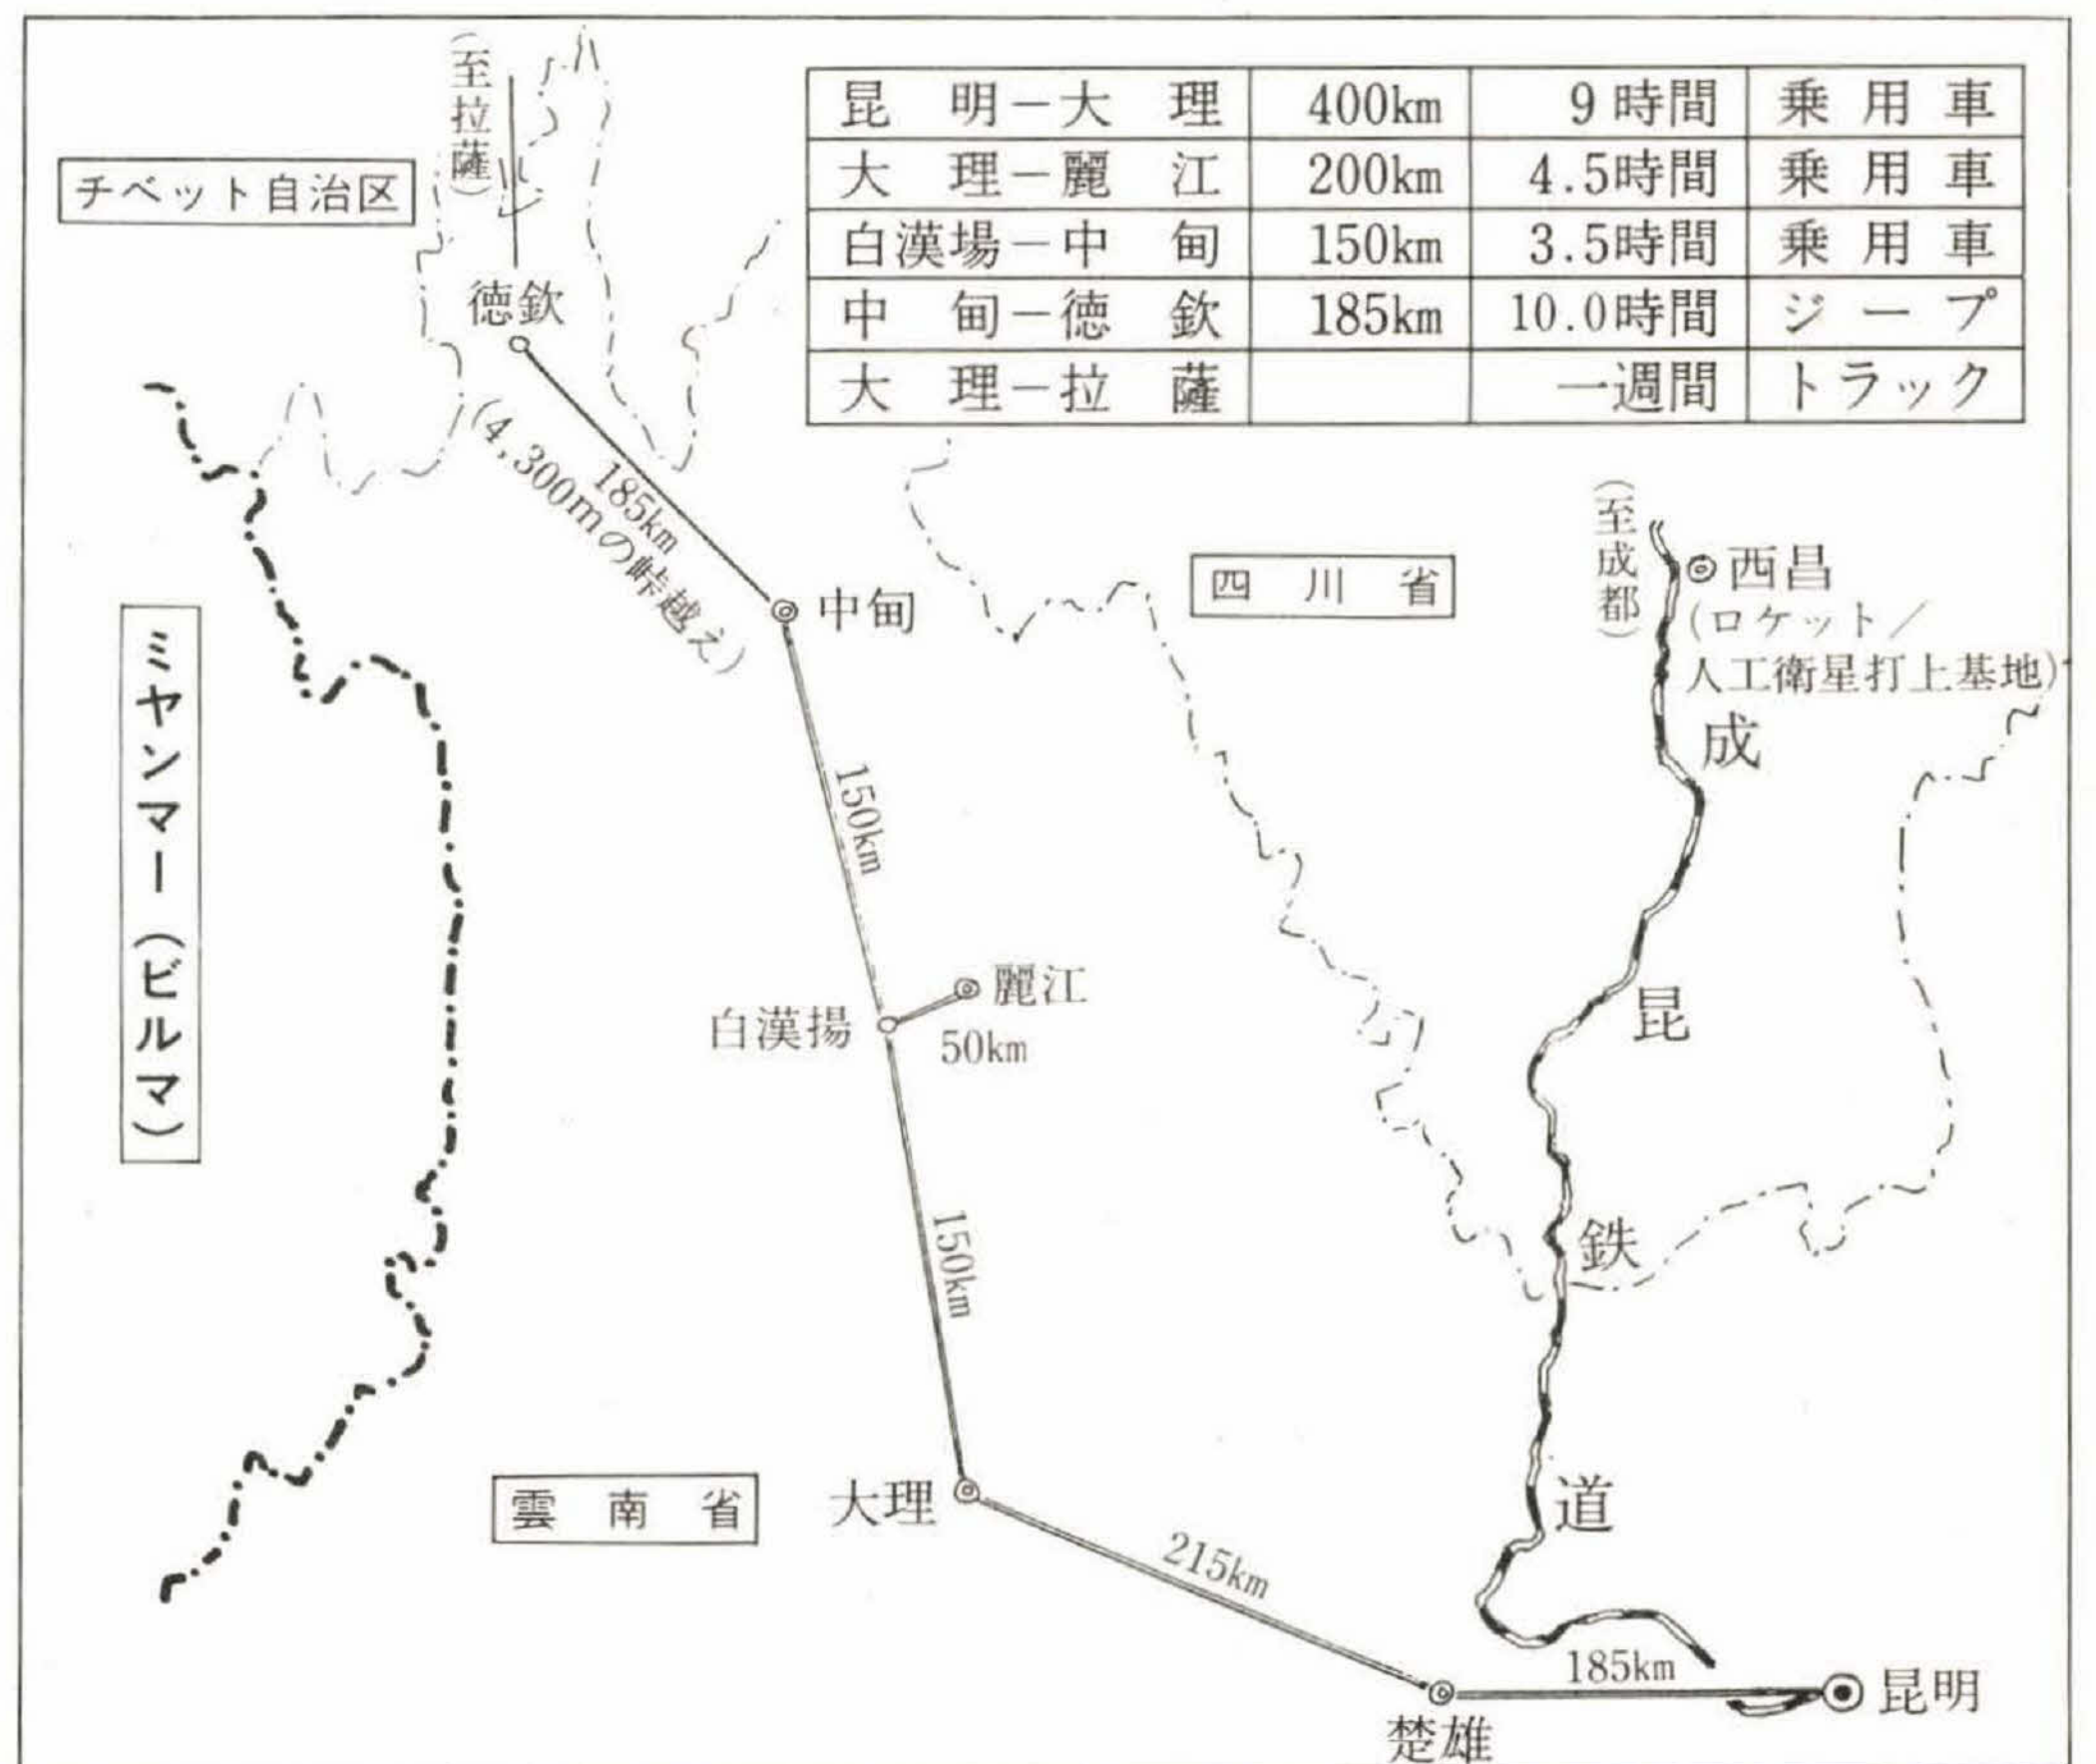 昆明－大理 400km 9時間 乗用車
大理－麗江 200km 4.5時間 乗用車
白漢場－中甸 150km 3.5時間 乗用車
中甸－徳欽 185km 10.0時間 ジープ
大理－拉薩 一週間 トラック
(至拉薩)
チベット自治区
徳欽
185km
(4,300mの峠越え)
中甸
四川省
(至成都)
西昌
(ロケット／
人工衛星打上基地)
ミヤンマー(ビルマ)
150km
麗江
白漢揚
50km
成昆鉄道
150km
雲南省
大理
215km
185km
昆明
楚雄